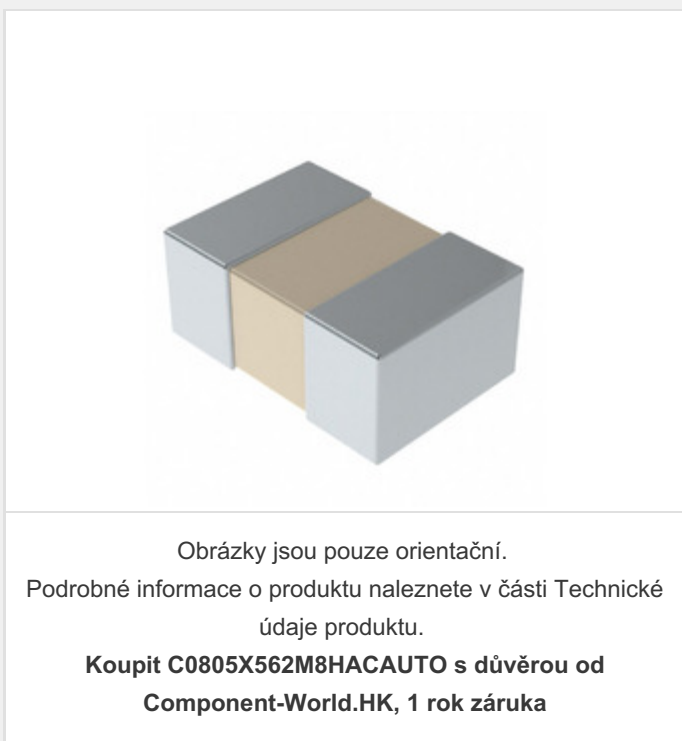 Obrázky jsou pouze orientační.
Podrobné informace o produktu naleznete v části Technické
údaje produktu.
Koupit C0805X562M8HACAUTO s důvěrou od
Component-World.HK, 1 rok záruka